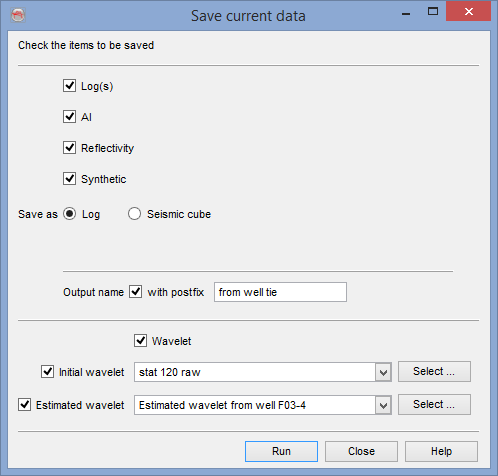 Save current data
Check the items to be saved
Log(s)
AI
Reflectivity
Synthetic
Save as Log Seismic cube
Output name with postfix from well tie
Wavelet
Initial wavelet stat 120 raw Select ...
Estimated wavelet Estimated wavelet from well F03-4 Select ...
Run Close Help